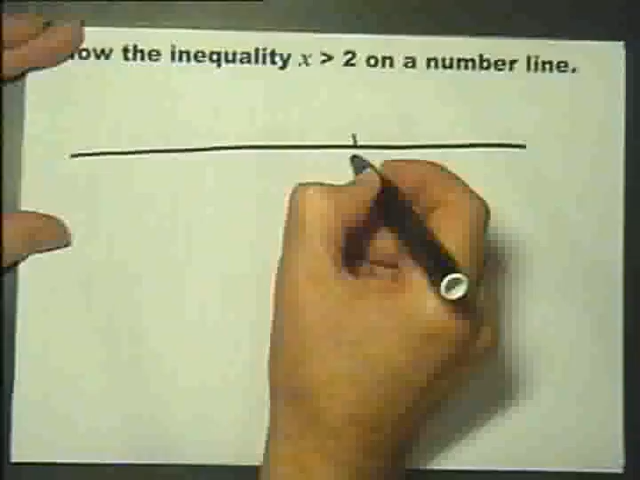 ow the inequality x > 2 on a number line.